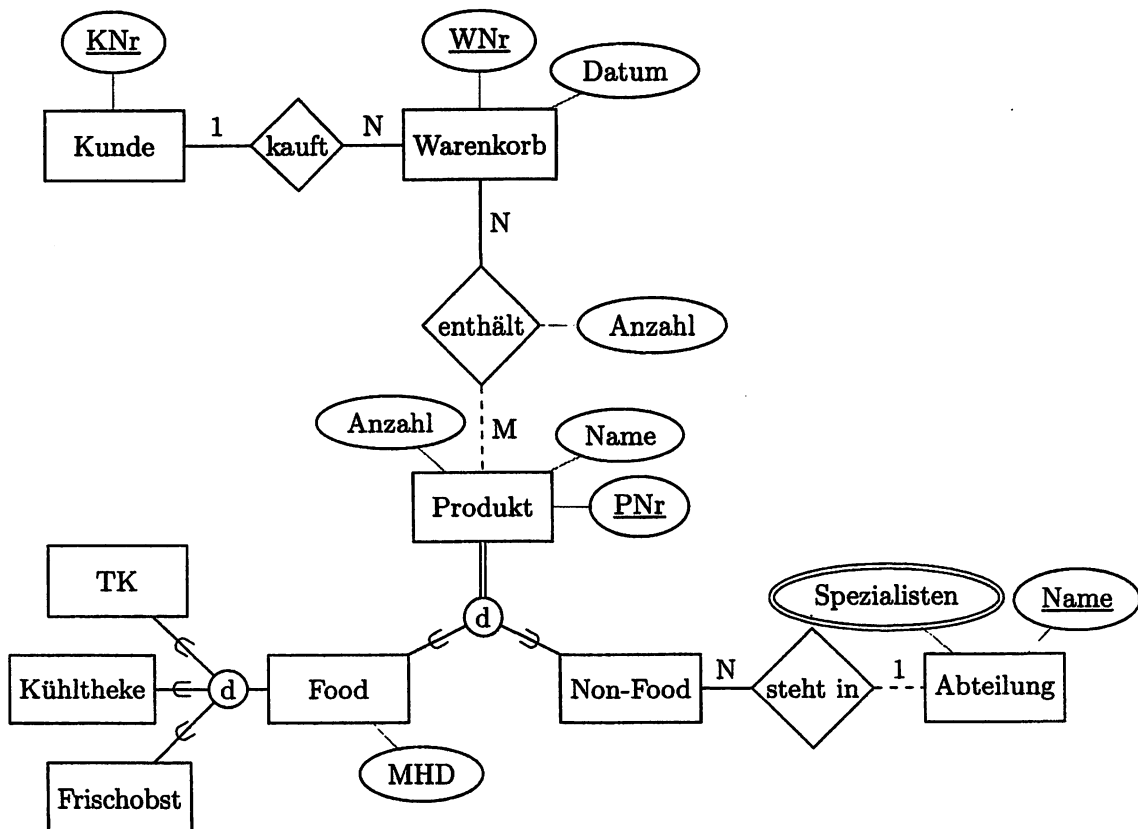 KNr
WNr
Datum
Kunde
1
kauft
N
Warenkorb
N
enthält
Anzahl
M
Anzahl
Name
Produkt
PNr
TK
d
Spezialisten
Name
Kühltheke
d
Food
Non-Food
N
steht in
1
Abteilung
MHD
Frischobst